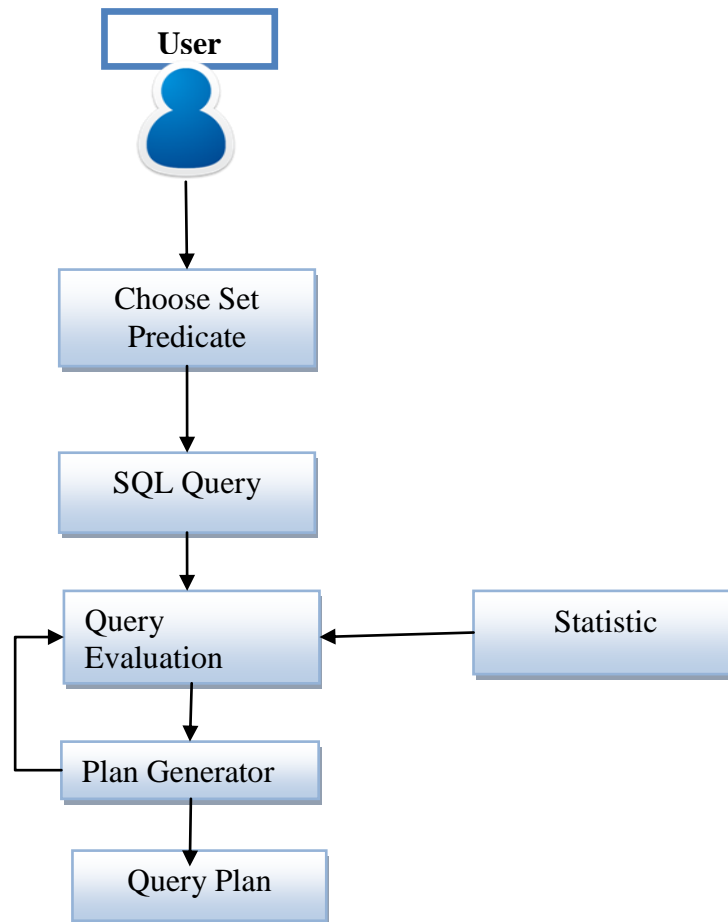 User
Choose Set
Predicate
SQL Query
Query
Evaluation
Statistic
Plan Generator
Query Plan